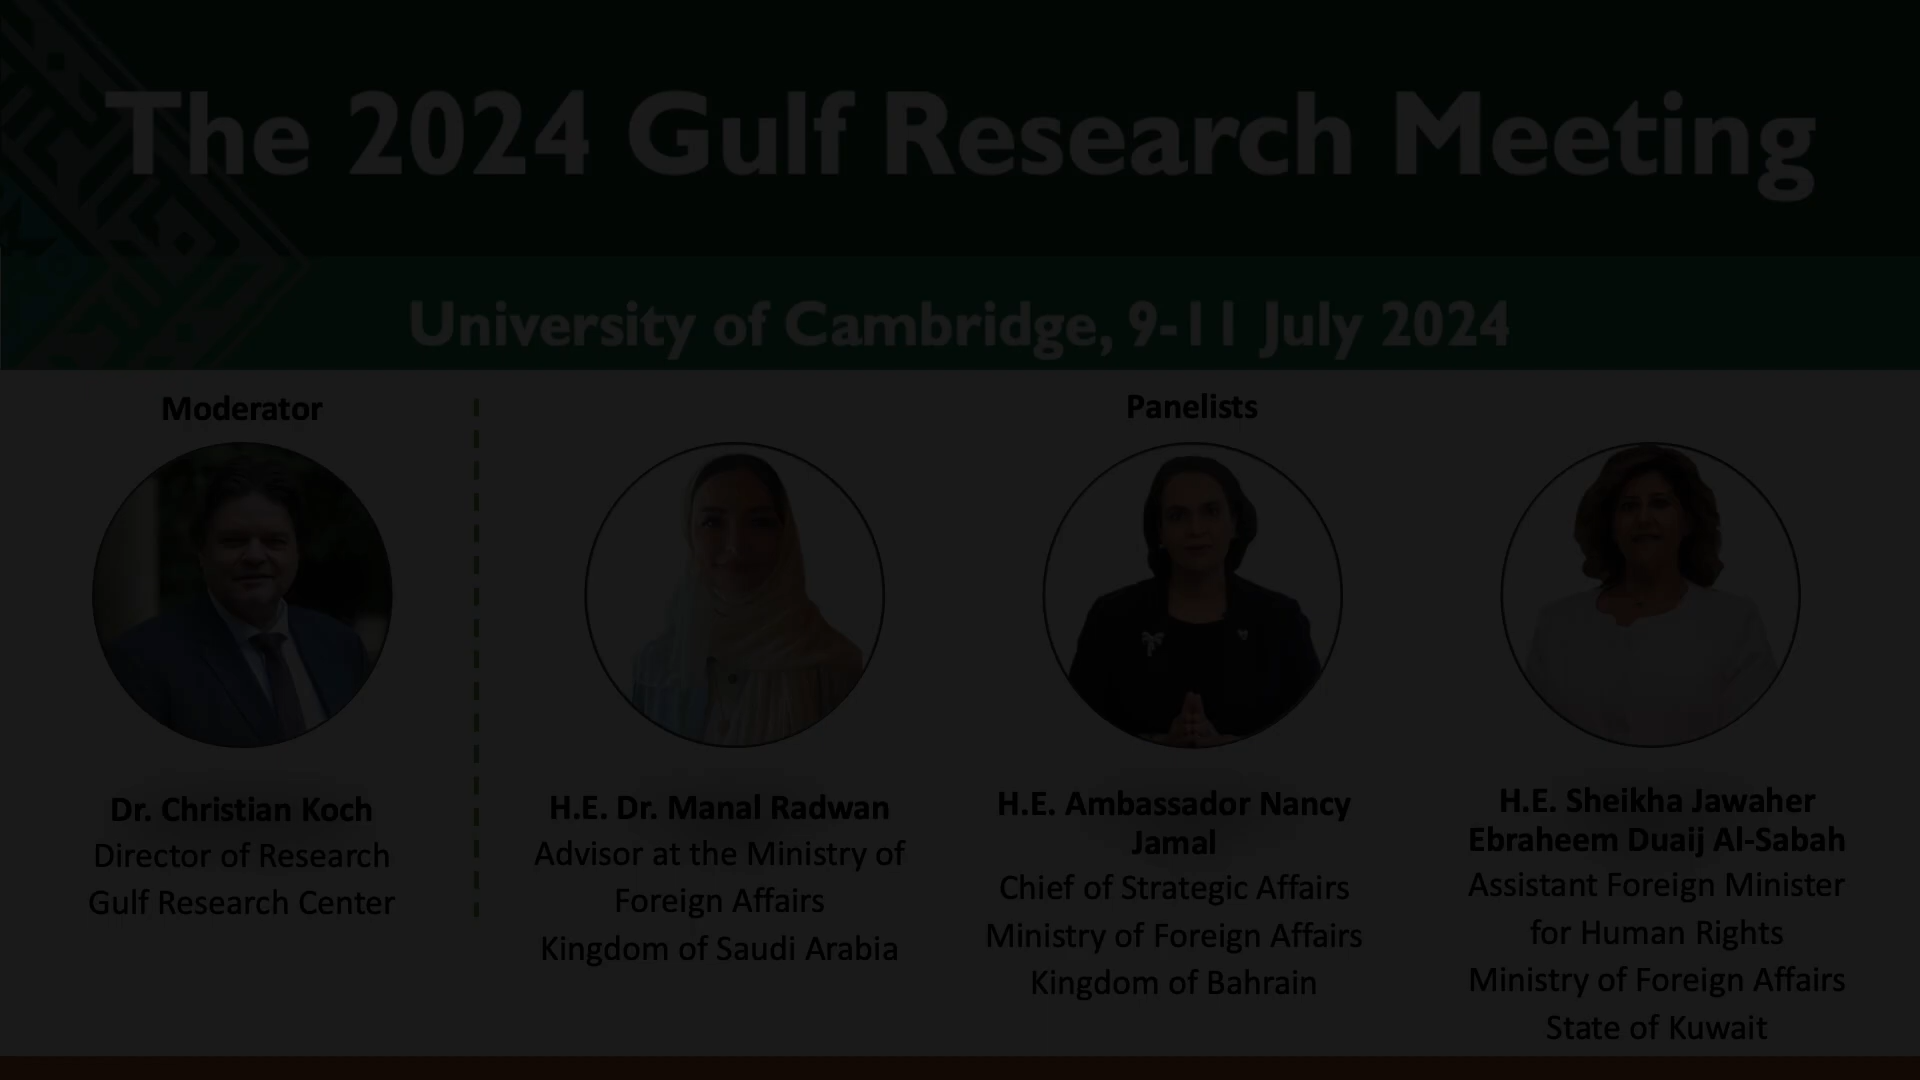 The 2024 Gulf Research Meeting
University of Cambridge, 9-11 July 2024
Moderator
Dr. Christian Koch
Director of Research
Gulf Research Center
Panelists
H.E. Dr. Manal Radwan
Advisor at the Ministry of
Foreign Affairs
Kingdom of Saudi Arabia
H.E. Ambassador Nancy
Jamal
Chief of Strategic Affairs
Ministry of Foreign Affairs
Kingdom of Bahrain
H.E. Sheikha Jawaher
Ebraheem Duaij Al-Sabah
Assistant Foreign Minister
for Human Rights
Ministry of Foreign Affairs
State of Kuwait